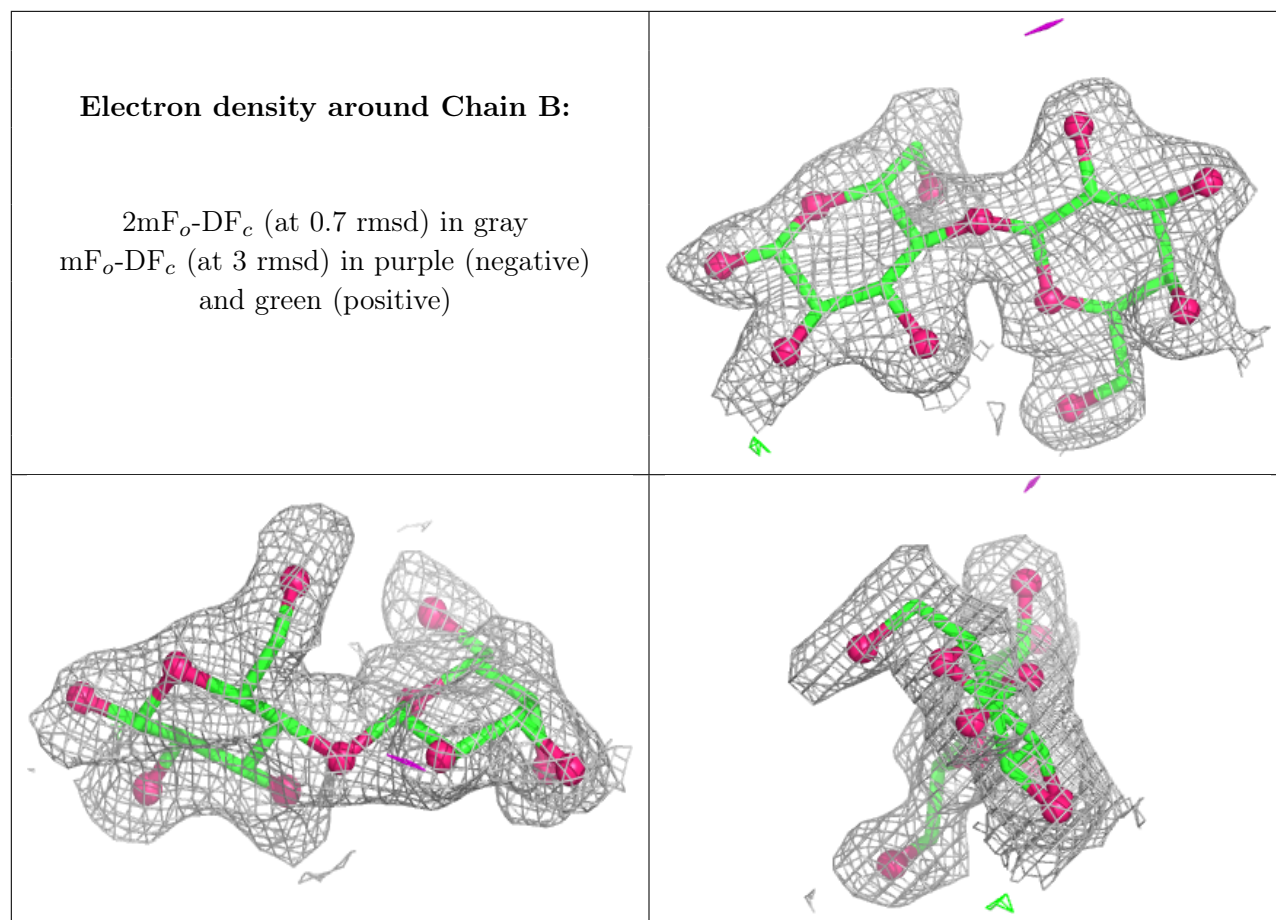 Electron density around Chain B:
2mFₒ-DF𝒸 (at 0.7 rmsd) in gray
mFₒ-DF𝒸 (at 3 rmsd) in purple (negative)
and green (positive)